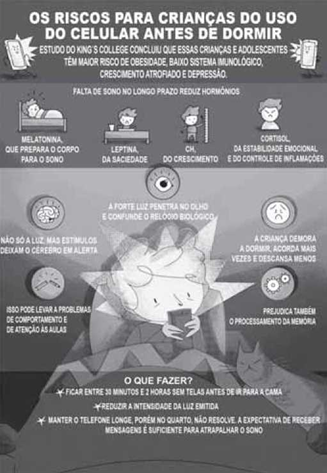 OS RISCOS PARA CRIANÇAS DO USO
DO CELULAR ANTES DE DORMIR
ESTUDO DO KING'S COLLEGE CONCLUIU QUE ESSAS CRIANÇAS E ADOLESCENTES
TÊM MAIOR RISCO DE OBESIDADE, BAIXO SISTEMA IMUNOLÓGICO,
CRESCIMENTO ATROFIADO E DEPRESSÃO.
FALTA DE SONO NO LONGO PRAZO REDUZ HORMÔNIOS
MELATONINA,
QUE PREPARA O CORPO
PARA O SONO
LEPTINA,
DA SACIEDADE
CH,
DO CRESCIMENTO
CORTISOL,
DA ESTABILIDADE EMOCIONAL
E DO CONTROLE DE INFLAMAÇÕES
A FORTE LUZ PENETRA NO OLHO
E CONFUNDE O RELÓGIO BIOLÓGICO
NÃO SÓ A LUZ, MAS ESTÍMULOS
DEIXAM O CÉREBRO EM ALERTA
A CRIANÇA DEMORA
A DORMIR, ACORDA MAIS
VEZES E DESCANSA MENOS
ISSO PODE LEVAR A PROBLEMAS
DE COMPORTAMENTO E
DE ATENÇÃO ÀS AULAS
PREJUDICA TAMBÉM
O PROCESSAMENTO DA MEMÓRIA
O QUE FAZER?
FICAR ENTRE 30 MINUTOS E 2 HORAS SEM TELAS ANTES DE IR PARA A CAMA
REDUZIR A INTENSIDADE DA LUZ EMITIDA
MANTER O TELEFONE LONGE, PORÉM NO QUARTO, NÃO RESOLVE, A EXPECTATIVA DE RECEBER
MENSAGENS É SUFICIENTE PARA ATRAPALHAR O SONO